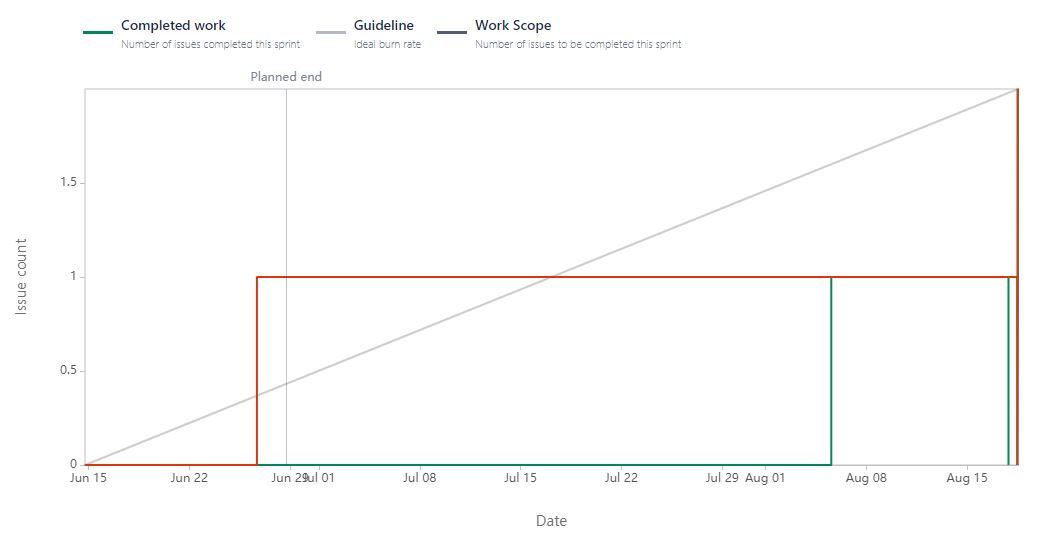 Completed work
Number of issues completed this sprint
Guideline
Ideal burn rate
Work Scope
Number of issues to be completed this sprint
Planned end
1.5
1
0.5
0
Issue count
Jun 15 Jun 22 Jun 29 Jul 01 Jul 08 Jul 15 Jul 22 Jul 29 Aug 01 Aug 08 Aug 15
Date